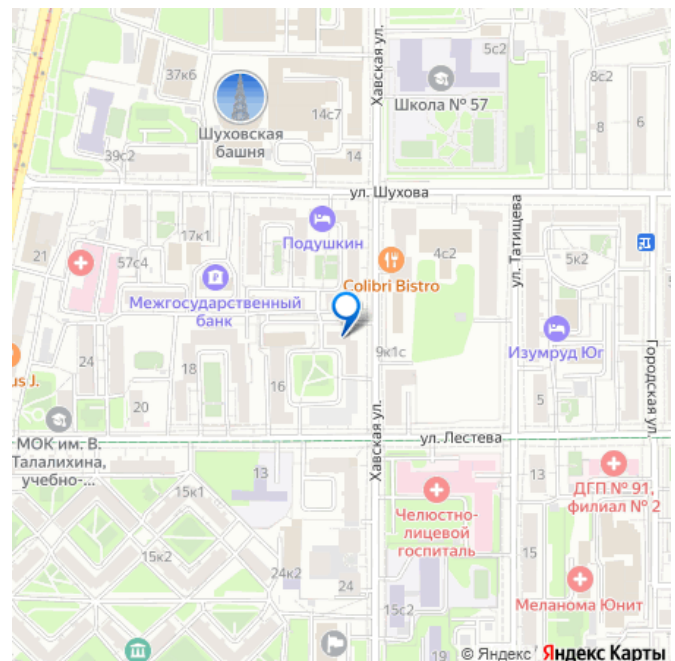 5с2
37к6
8с2
Хавская ул.
Школа № 57
14с7
Шуховская
башня
8
6
39с2
14
ул. Шухова
ул. Татищева
17к1
Подушкин
21
57с4
4с2
5к2
Colibri Bistro
Межгосударственный
банк
9к1с
Изумруд Юг
Городская ул.
us J.
24
18
16
20
5
Хавская ул.
ул. Лестева
МОК им. В.
Талалихина,
учебно-...
13
13
ДГП № 91,
филиал № 2
15к1
Челюстно-
лицевой
госпиталь
15к2
15
24к2
24
Меланома Юнит
15с2
19
© Яндекс
Яндекс Карты